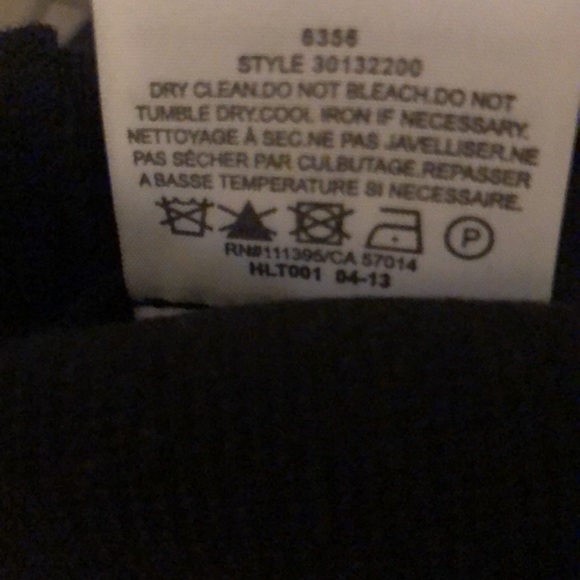 6356
STYLE 30132200
DRY CLEAN.DO NOT BLEACH.DO NOT
TUMBLE DRY.COOL IRON IF NECESSARY.
NETTOYAGE À SEC.NE PAS JAVELLISER.NE
PAS SÉCHER PAR CULBUTAGE.REPASSER
A BASSE TEMPERATURE SI NECESSAIRE.
P
RN#111395/CA 57014
HLT001 04-13